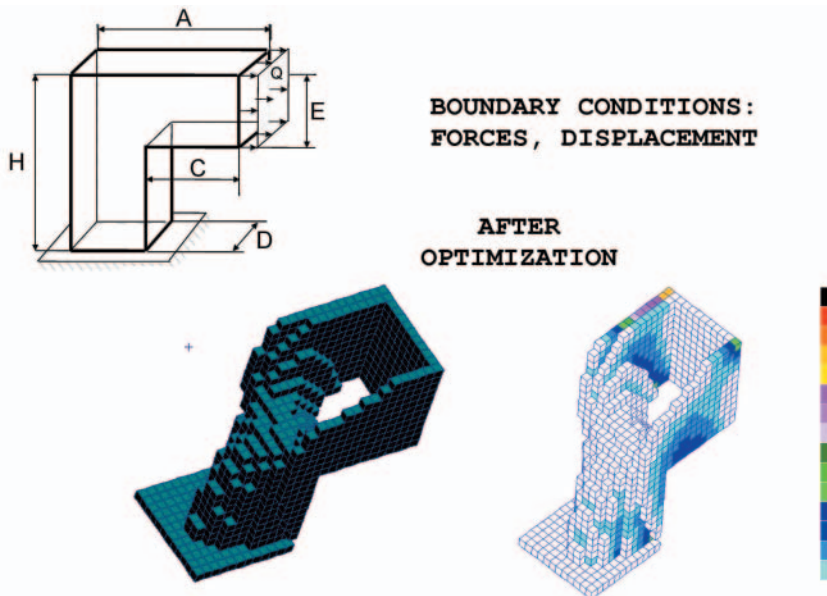 A
Q
E
H
C
D
BOUNDARY CONDITIONS:
FORCES, DISPLACEMENT
AFTER
OPTIMIZATION